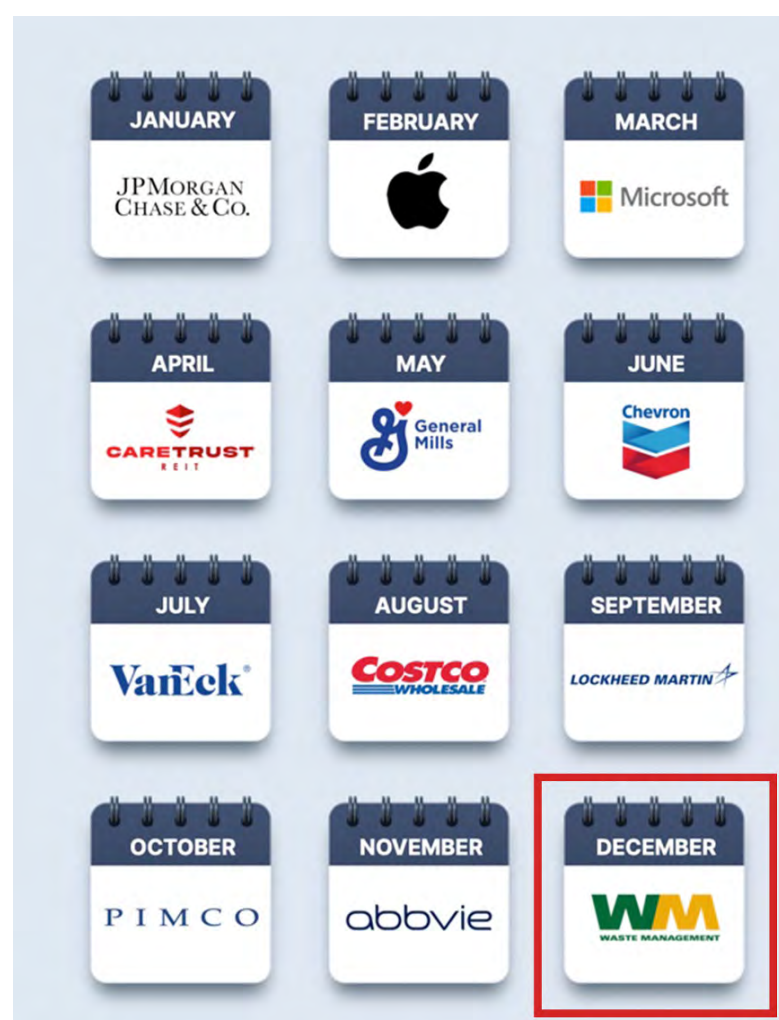 JANUARY
JPMORGAN
CHASE & CO.
FEBRUARY
MARCH
Microsoft
APRIL
CARETRUST
REIT
MAY
General
Mills
JUNE
Chevron
JULY
VanEck®
AUGUST
COSTCO
WHOLESALE
SEPTEMBER
LOCKHEED MARTIN
OCTOBER
PIMCO
NOVEMBER
abbvie
DECEMBER
WM
WASTE MANAGEMENT